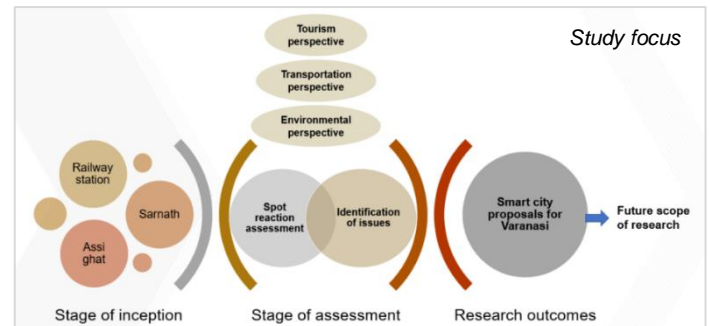 Study focus
Tourism
perspective
Transportation
perspective
Environmental
perspective
Railway
station
Sarnath
Assi
ghat
Spot
reaction
assessment
Identification
of issues
Smart city
proposals for
Varanasi
Future scope
of research
Stage of inception
Stage of assessment
Research outcomes